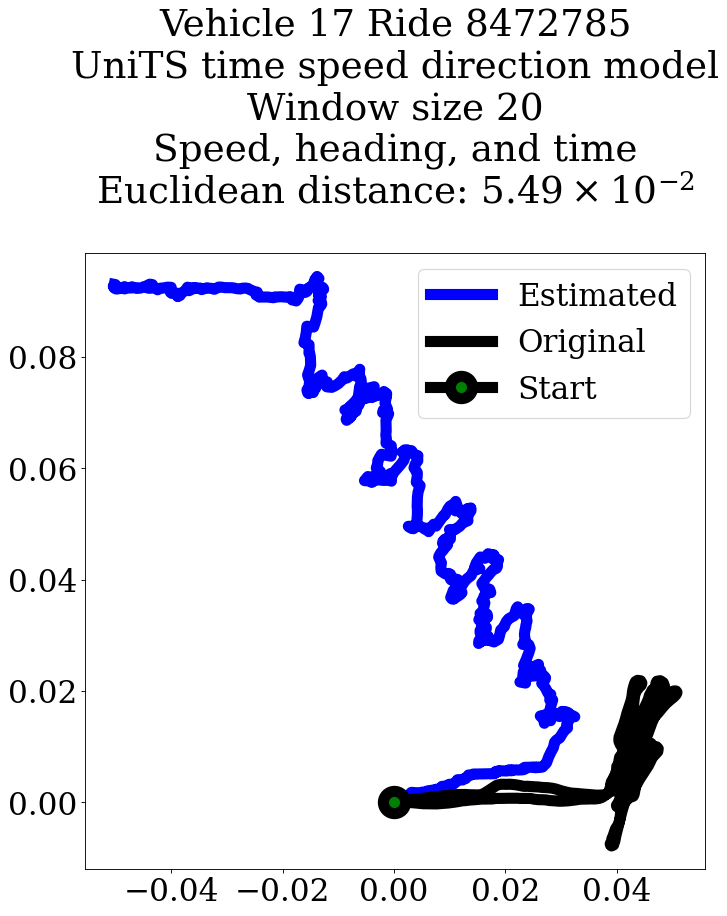 Vehicle 17 Ride 8472785
UniTS time speed direction model
Window size 20
Speed, heading, and time
Euclidean distance: 5.49 × 10⁻²
Estimated
Original
Start
0.08
0.06
0.04
0.02
0.00
−0.04 −0.02 0.00 0.02 0.04